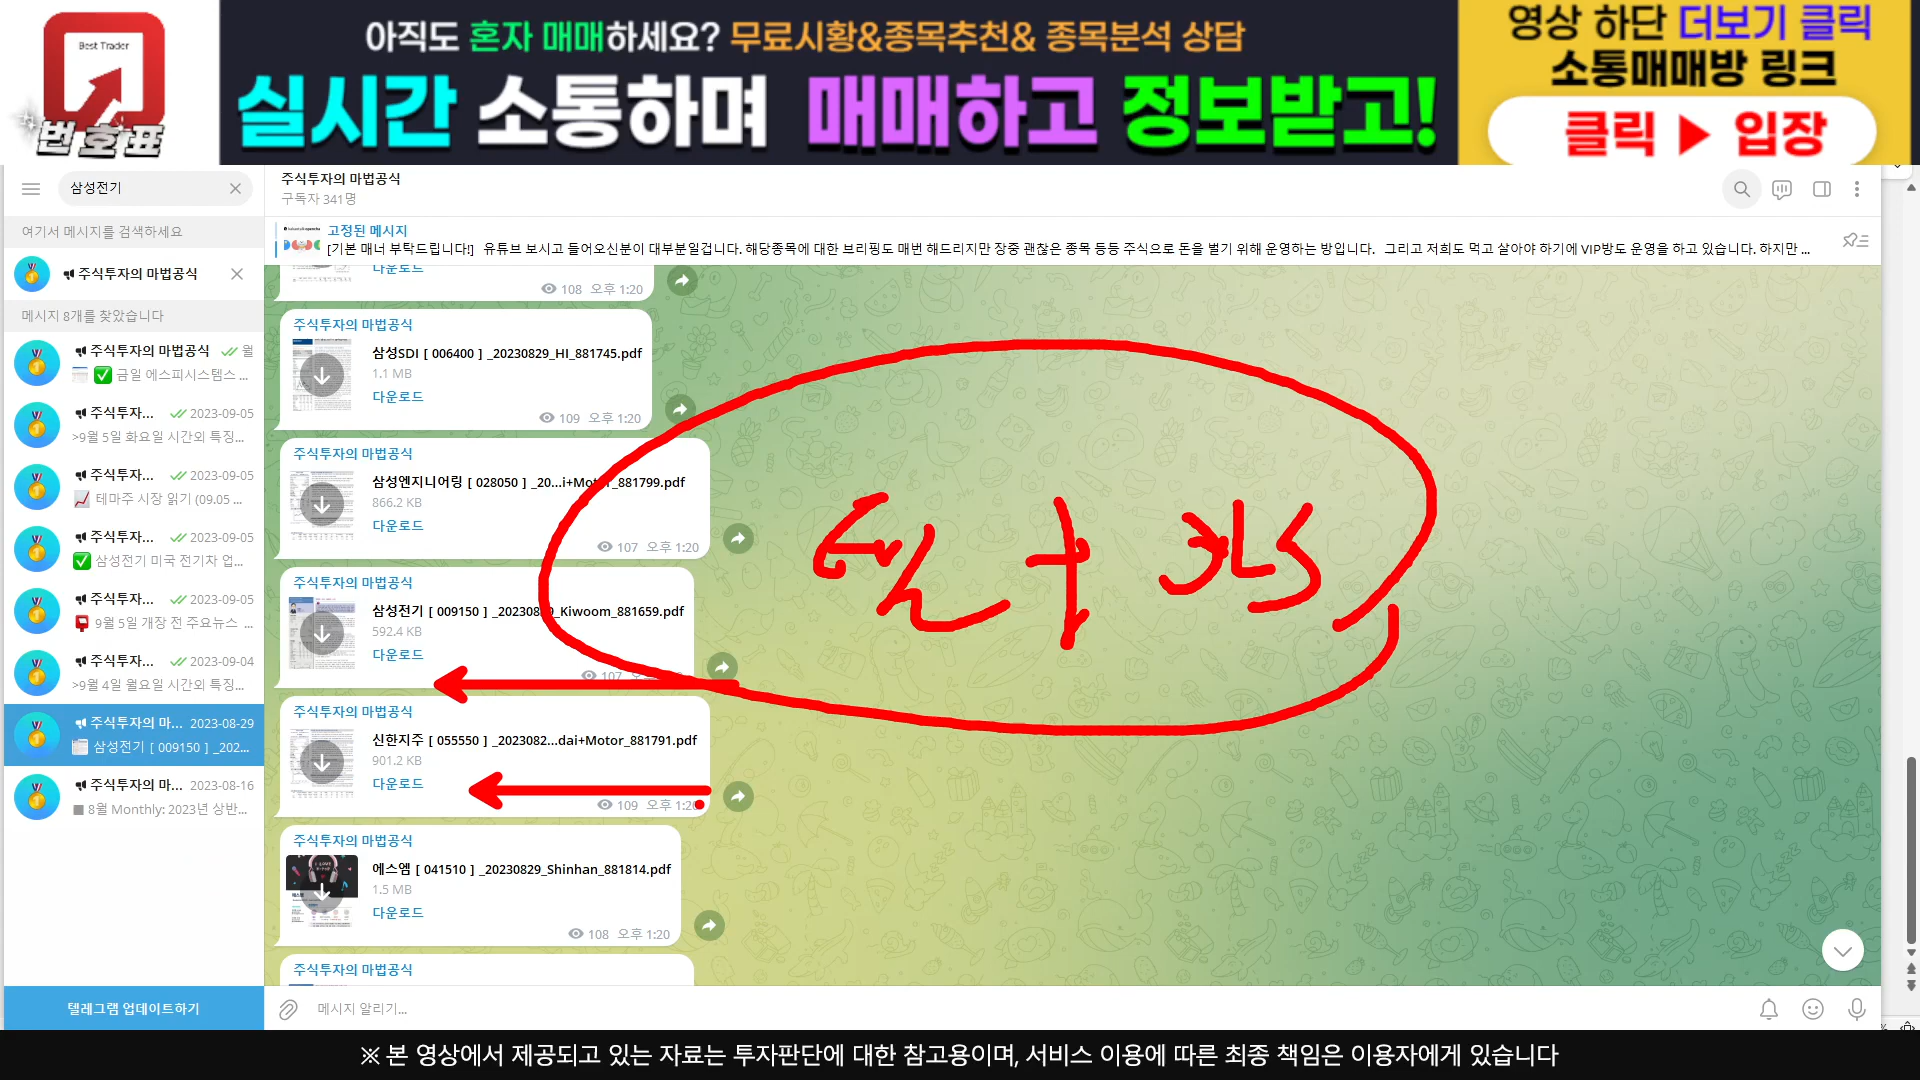 Best Trader
번호표
아직도 혼자 매매하세요? 무료시황&종목추천& 종목분석 상담
실시간 소통하며 매매하고 정보받고!
영상 하단 더보기 클릭
소통매매방 링크
클릭 ▶ 입장
삼성전기
여기서 메시지를 검색하세요
주식투자의 마법공식
메시지 8개를 찾았습니다
주식투자의 마법공식 월
금일 에스피시스템스 ...
주식투자... 2023-09-05
>9월 5일 화요일 시간외 특징...
주식투자... 2023-09-05
테마주 시장 읽기 (09.05 ...
주식투자... 2023-09-05
삼성전기 미국 전기차 업...
주식투자... 2023-09-05
9월 5일 개장 전 주요뉴스 ...
주식투자... 2023-09-04
>9월 4일 월요일 시간외 특징...
주식투자의 마... 2023-08-29
삼성전기 [ 009150 ] _202...
주식투자의 마... 2023-08-16
8월 Monthly: 2023년 상반...
텔레그램 업데이트하기
주식투자의 마법공식
구독자 341명
고정된 메시지
[기본 매너 부탁드립니다!] 유튜브 보시고 들어오신분이 대부분일겁니다. 해당종목에 대한 브리핑도 매번 해드리지만 장중 괜찮은 종목 등등 주식으로 돈을 벌기 위해 운영하는 방입니다. 그리고 저희도 먹고 살아야 하기에 VIP방도 운영을 하고 있습니다. 하지만 ...
다운로드
108 오후 1:20
주식투자의 마법공식
삼성SDI [ 006400 ] _20230829_HI_881745.pdf
1.1 MB
다운로드
109 오후 1:20
주식투자의 마법공식
삼성엔지니어링 [ 028050 ] _20...i+Motor_881799.pdf
866.2 KB
다운로드
107 오후 1:20
주식투자의 마법공식
삼성전기 [ 009150 ] _20230829_Kiwoom_881659.pdf
592.4 KB
다운로드
107
주식투자의 마법공식
신한지주 [ 055550 ] _2023082...dai+Motor_881791.pdf
901.2 KB
다운로드
109 오후 1:20
주식투자의 마법공식
에스엠 [ 041510 ] _20230829_Shinhan_881814.pdf
1.5 MB
다운로드
108 오후 1:20
주식투자의 마법공식
메시지 알리기...
※ 본 영상에서 제공되고 있는 자료는 투자판단에 대한 참고용이며, 서비스 이용에 따른 최종 책임은 이용자에게 있습니다